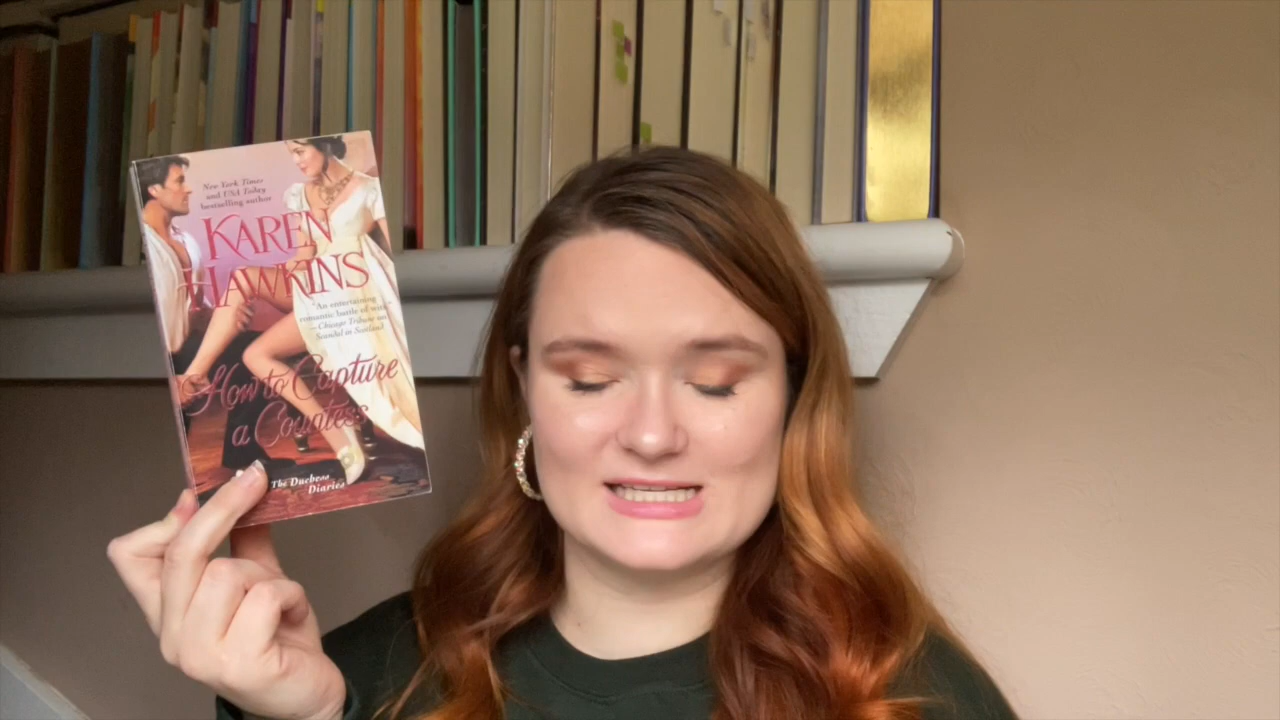 New York Times
and USA Today
bestselling author
KAREN
HAWKINS
"An entertaining
romantic battle of wits"
—Chicago Tribune on
Scandal in Scotland
How to Capture
a Countess
The Duchess
Diaries